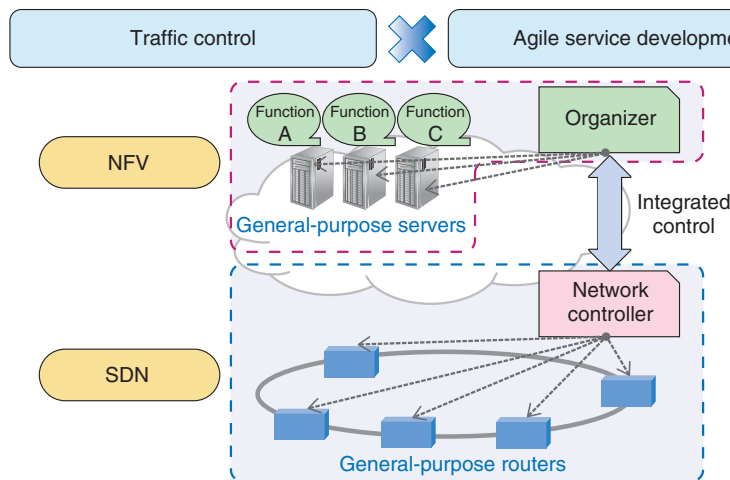 Traffic control
Agile service developme
Function
A
Function
B
Function
C
Organizer
NFV
General-purpose servers
Integrated
control
Network
controller
SDN
General-purpose routers